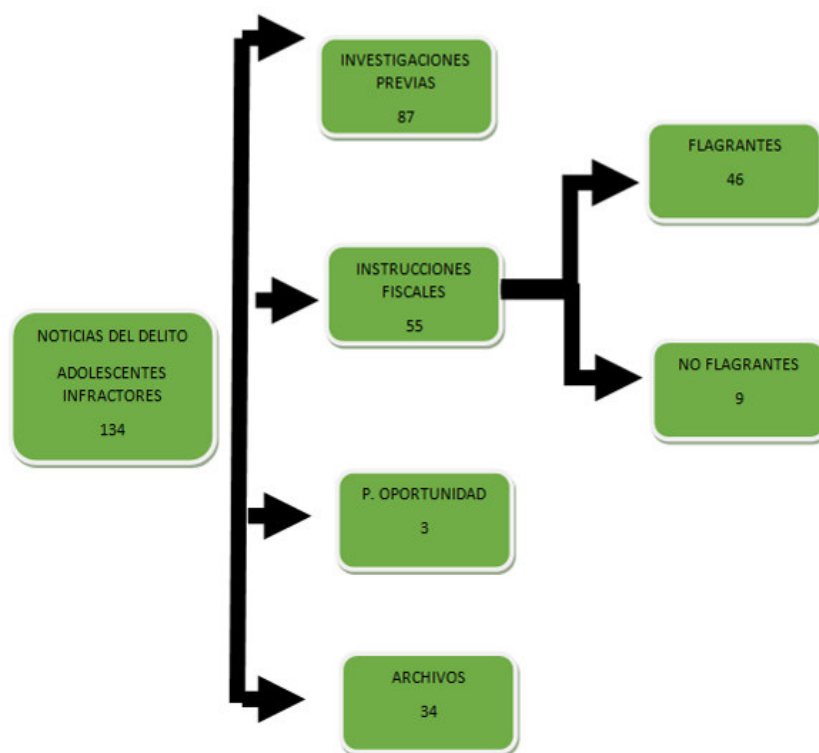 INVESTIGACIONES
PREVIAS
87
FLAGRANTES
46
INSTRUCCIONES
FISCALES
55
NOTICIAS DEL DELITO
ADOLESCENTES
INFRACTORES
134
NO FLAGRANTES
9
P. OPORTUNIDAD
3
ARCHIVOS
34